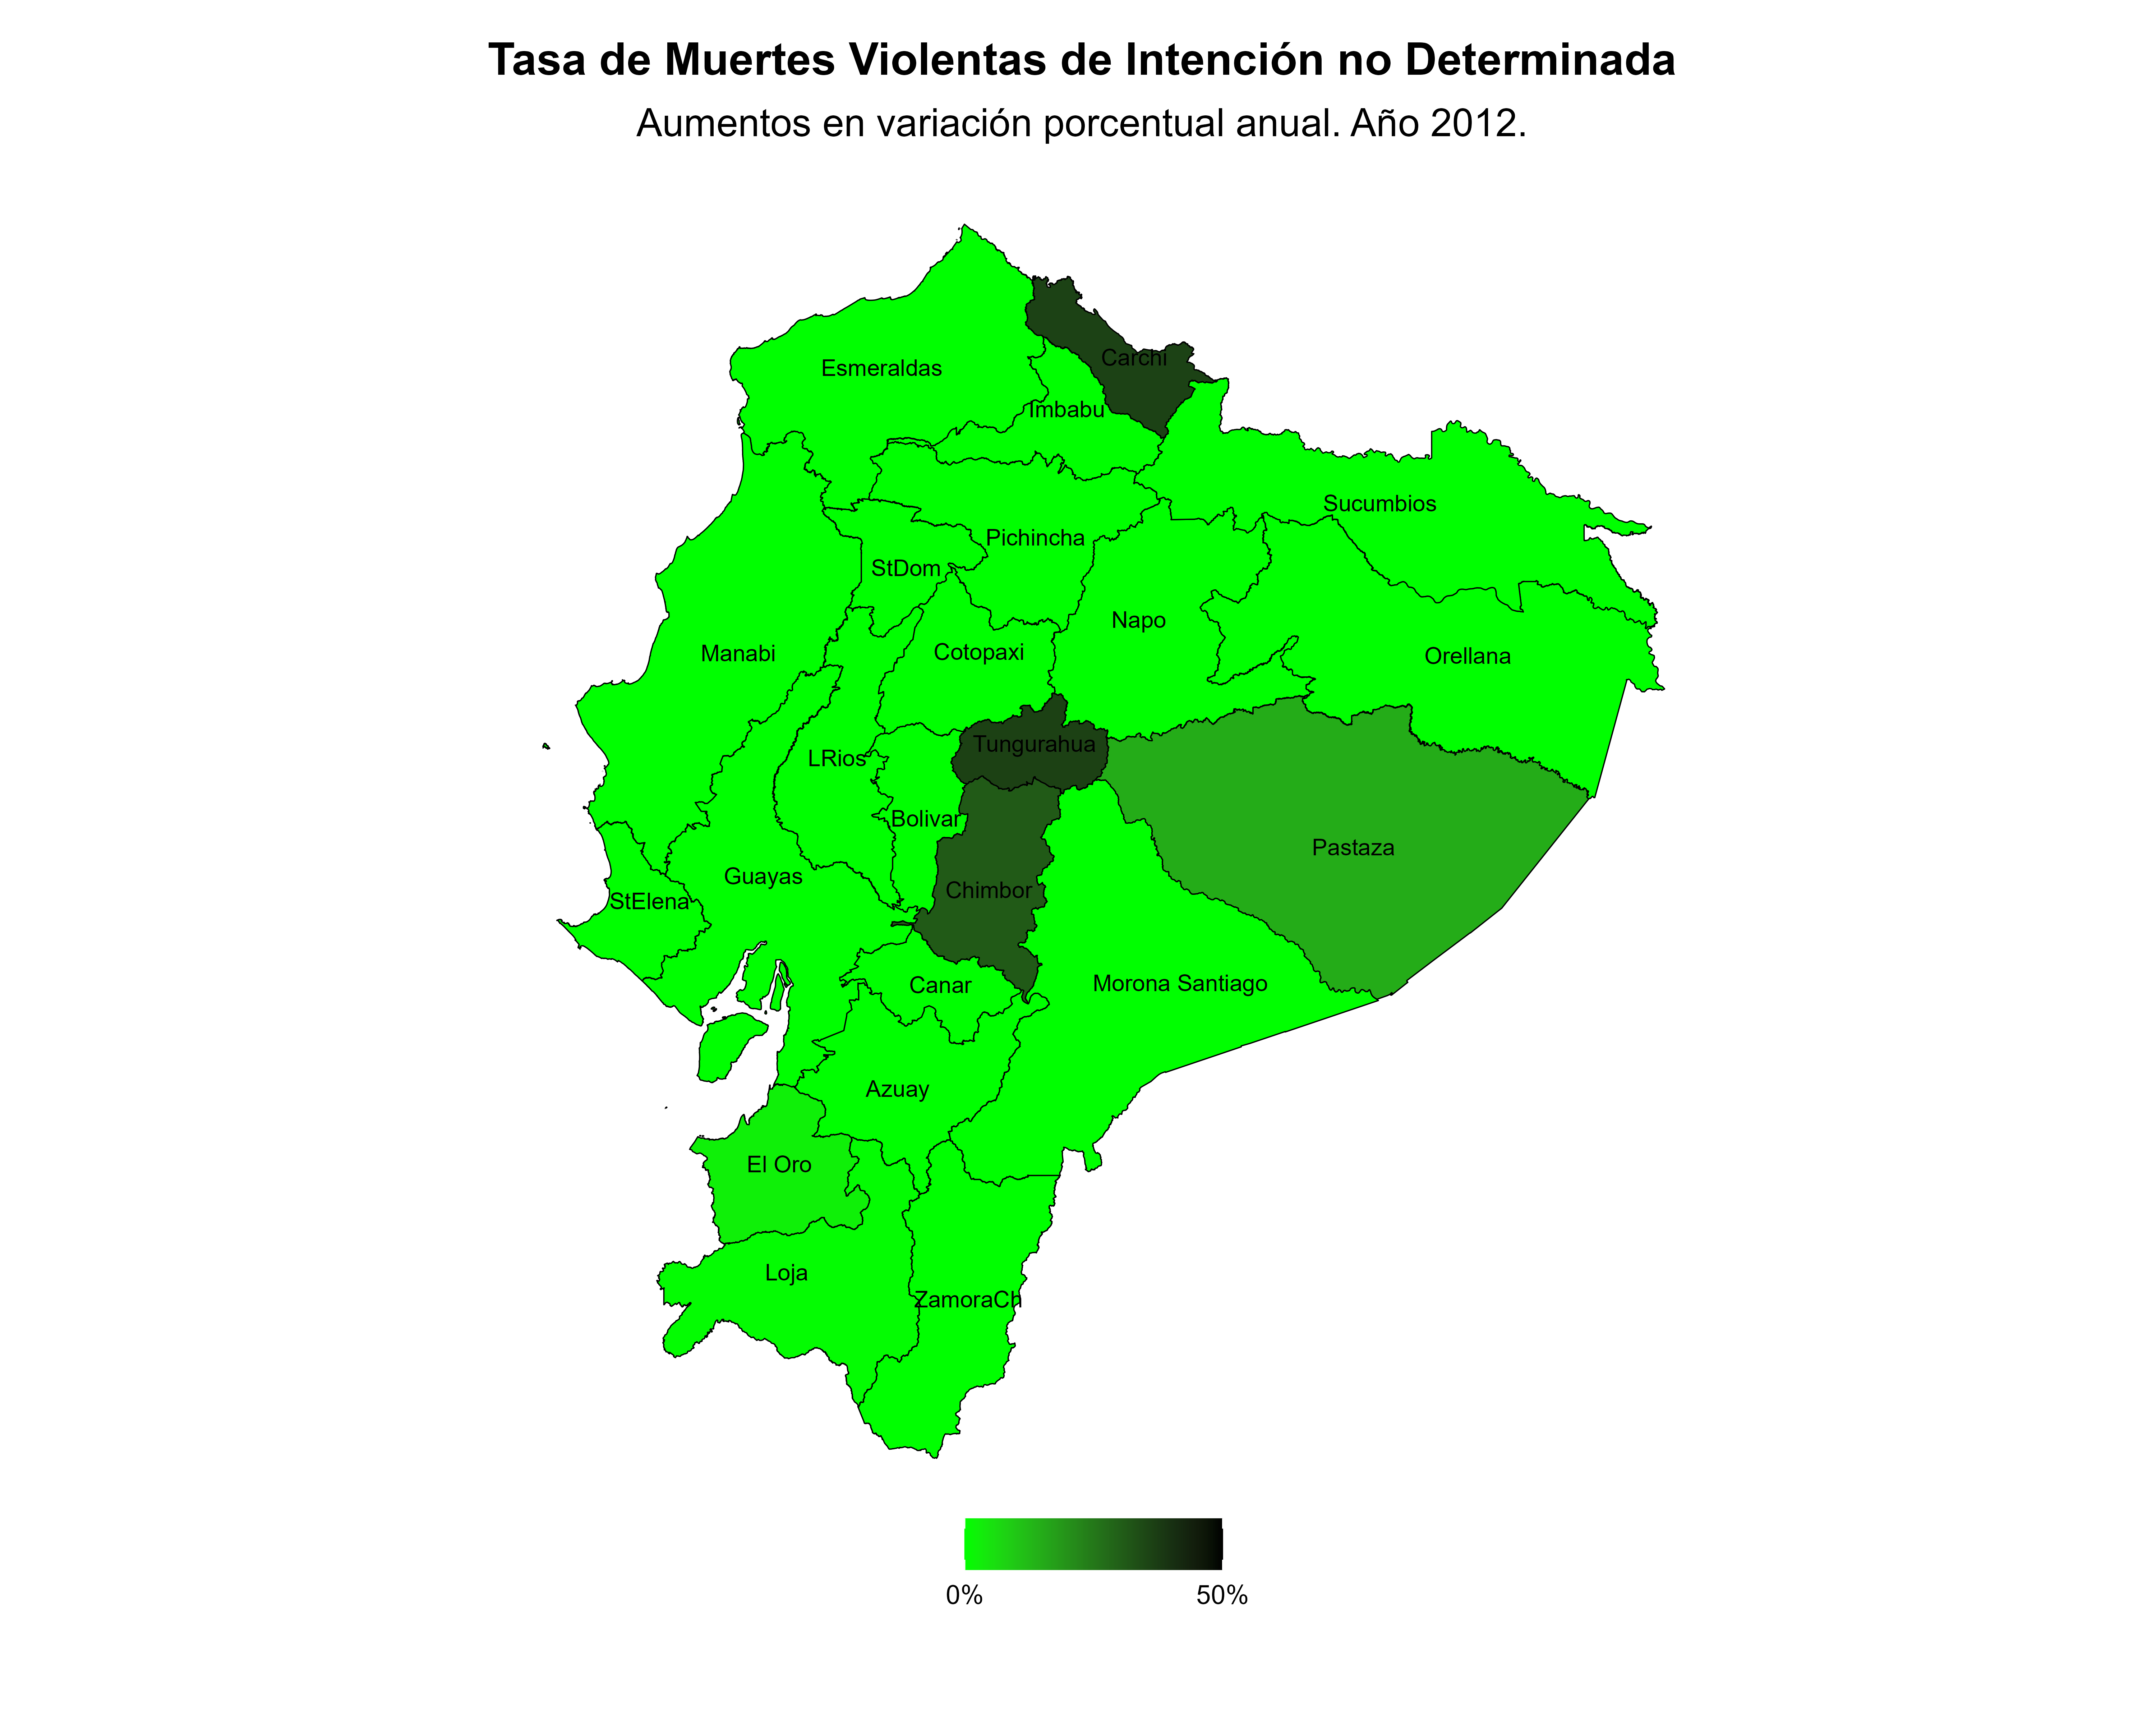 Tasa de Muertes Violentas de Intención no Determinada
Aumentos en variación porcentual anual. Año 2012.
Carchi
Esmeraldas
Imbabu
Sucumbios
Pichincha
StDom
Napo
Cotopaxi
Manabi
Orellana
Tungurahua
LRios
Bolivar
Pastaza
Guayas
Chimbor
StElena
Morona Santiago
Canar
Azuay
El Oro
Loja
ZamoraCh
0%
50%